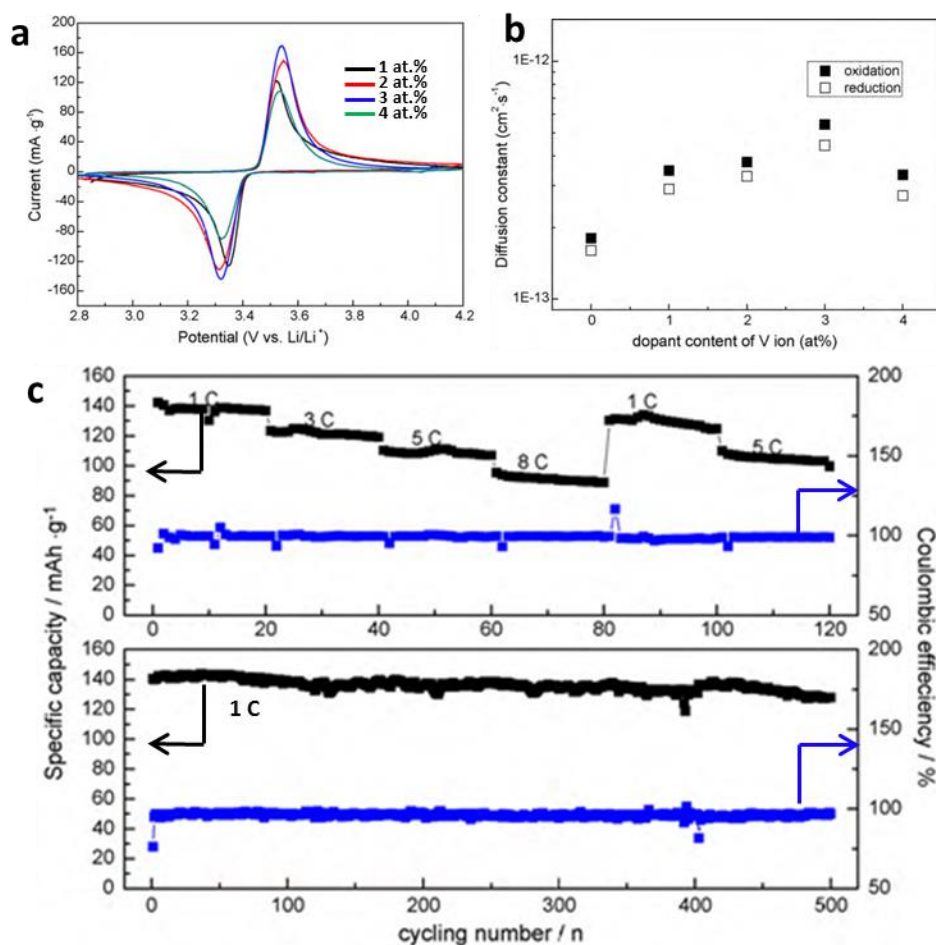 a
200
160
120
80
40
0
-40
-80
-120
-160
Current (mA ·g⁻¹)
1 at.%
2 at.%
3 at.%
4 at.%
2.8 3.0 3.2 3.4 3.6 3.8 4.0 4.2
Potential (V vs. Li/Li⁺)
b
1E-12
1E-13
Diffusion constant (cm²·s⁻¹)
oxidation
reduction
0 1 2 3 4
dopant content of V ion (at%)
c
160
140
120
100
80
60
40
20
0
1 C
3 C
5 C
8 C
1 C
5 C
200
150
100
50
0 20 40 60 80 100 120
Specific capacity / mAh ·g⁻¹
Coulombic effieciency / %
160
140
120
100
80
60
40
20
0
1 C
200
150
100
50
0 100 200 300 400 500
cycling number / n